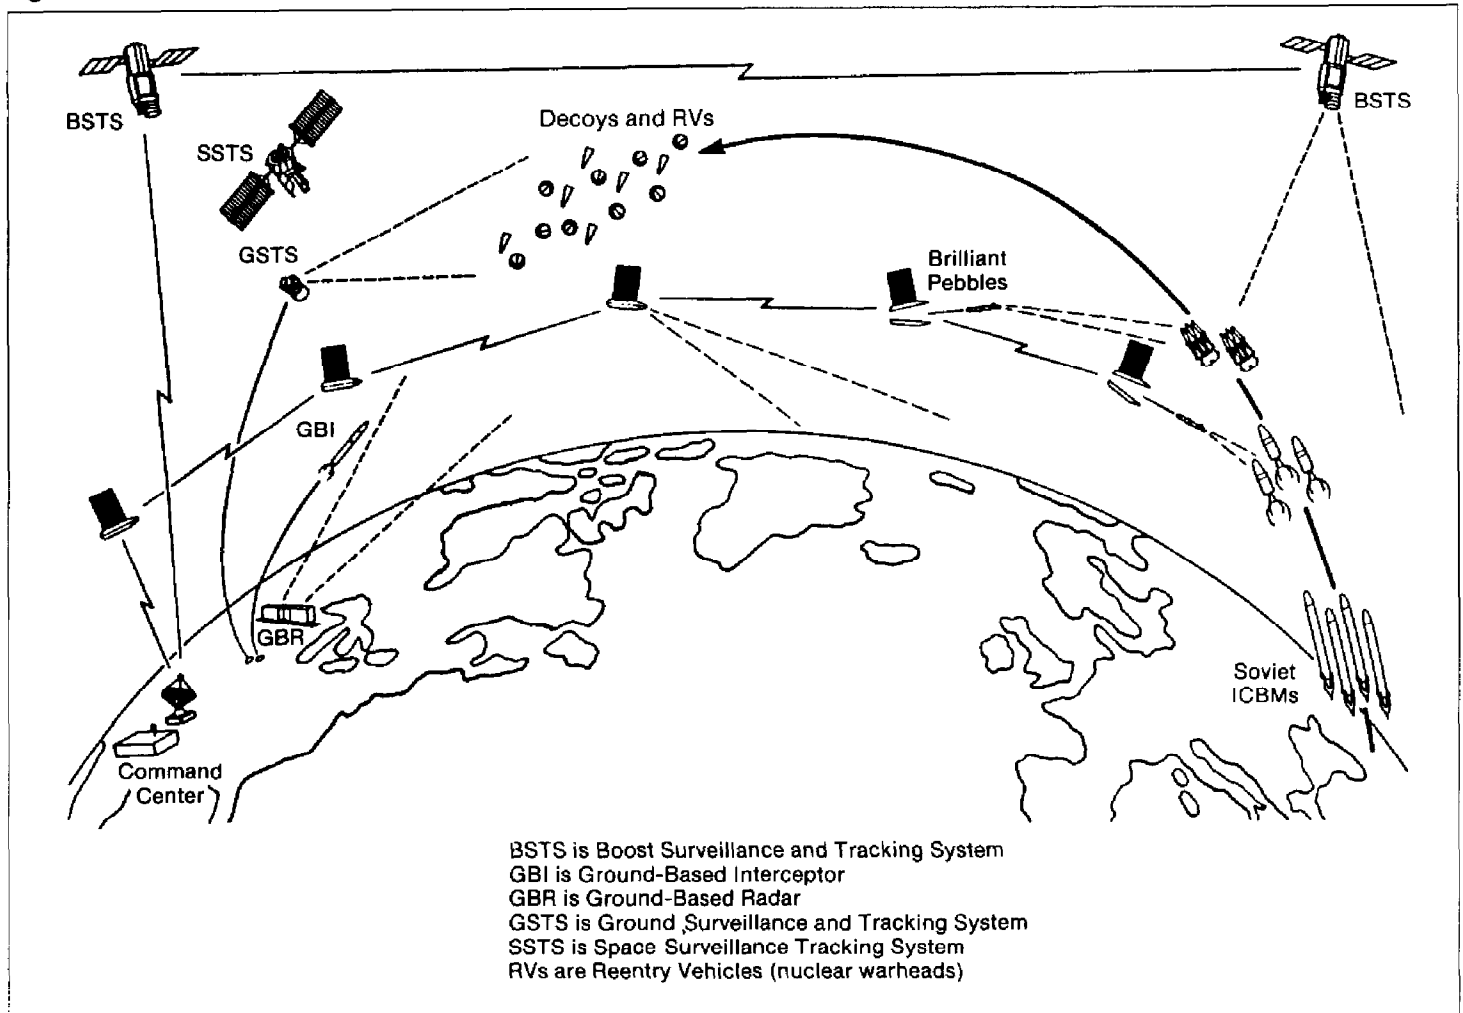 BSTS
BSTS
Decoys and RVs
SSTS
GSTS
Brilliant
Pebbles
GBI
GBR
Soviet
ICBMs
Command
Center
BSTS is Boost Surveillance and Tracking System
GBI is Ground-Based Interceptor
GBR is Ground-Based Radar
GSTS is Ground Surveillance and Tracking System
SSTS is Space Surveillance Tracking System
RVs are Reentry Vehicles (nuclear warheads)